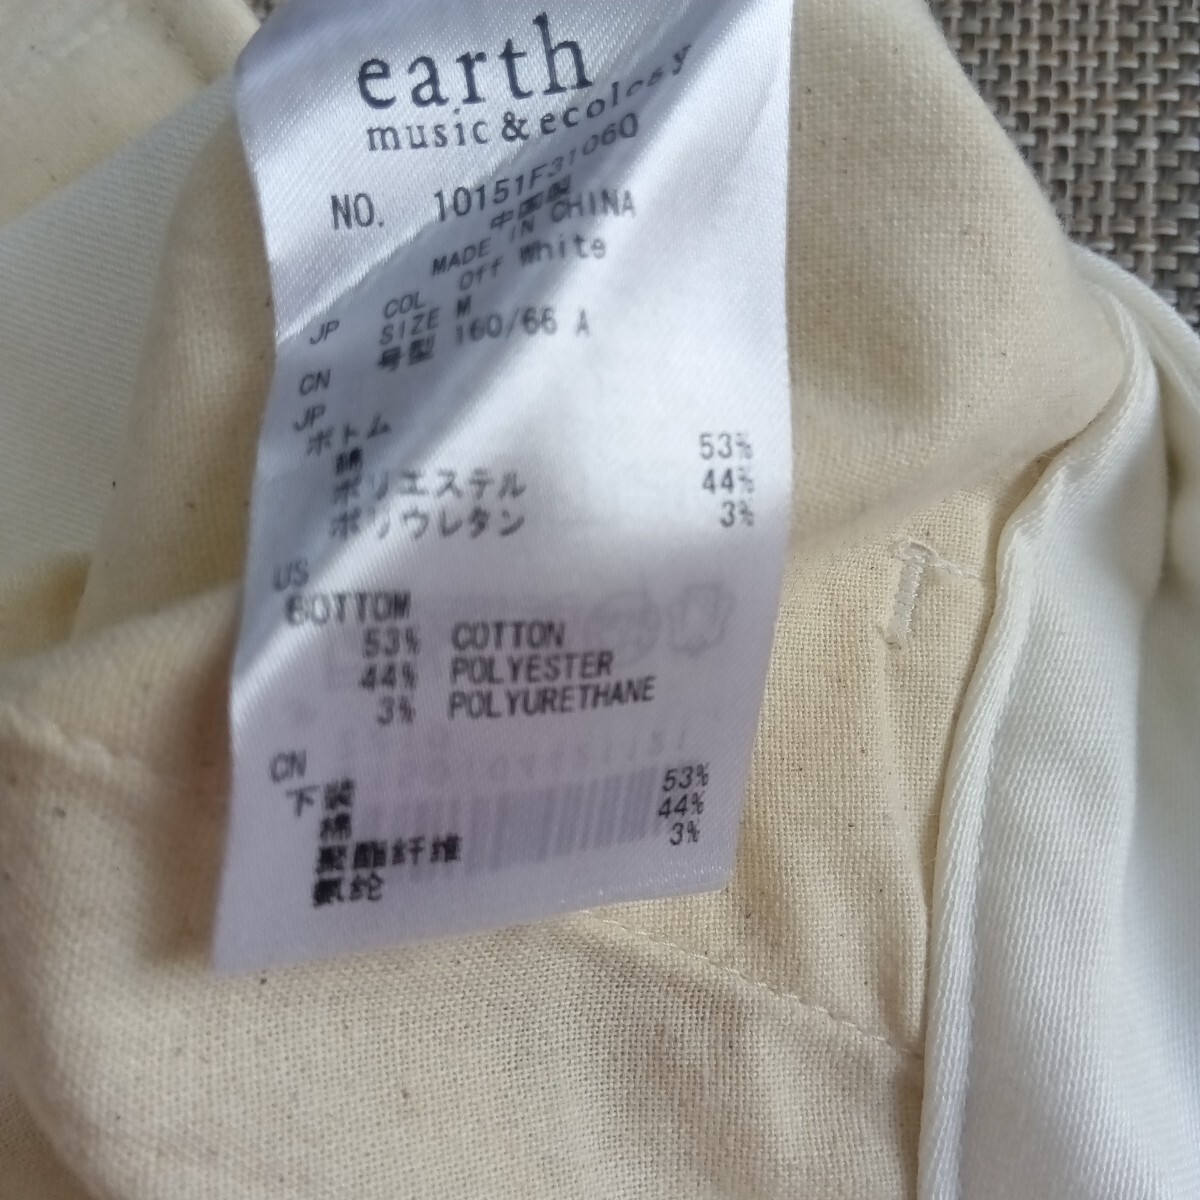 earth
music & ecology
NO. 10151F31060
中国製
MADE IN CHINA
COL Off White
JP SIZE M
CN 号型 160/66 A
JP
ボトム
綿 53%
ポリエステル 44%
ポリウレタン 3%
US
BOTTOM
53% COTTON
44% POLYESTER
3% POLYURETHANE
CN
下装
棉 53%
聚酯纤维 44%
氨纶 3%